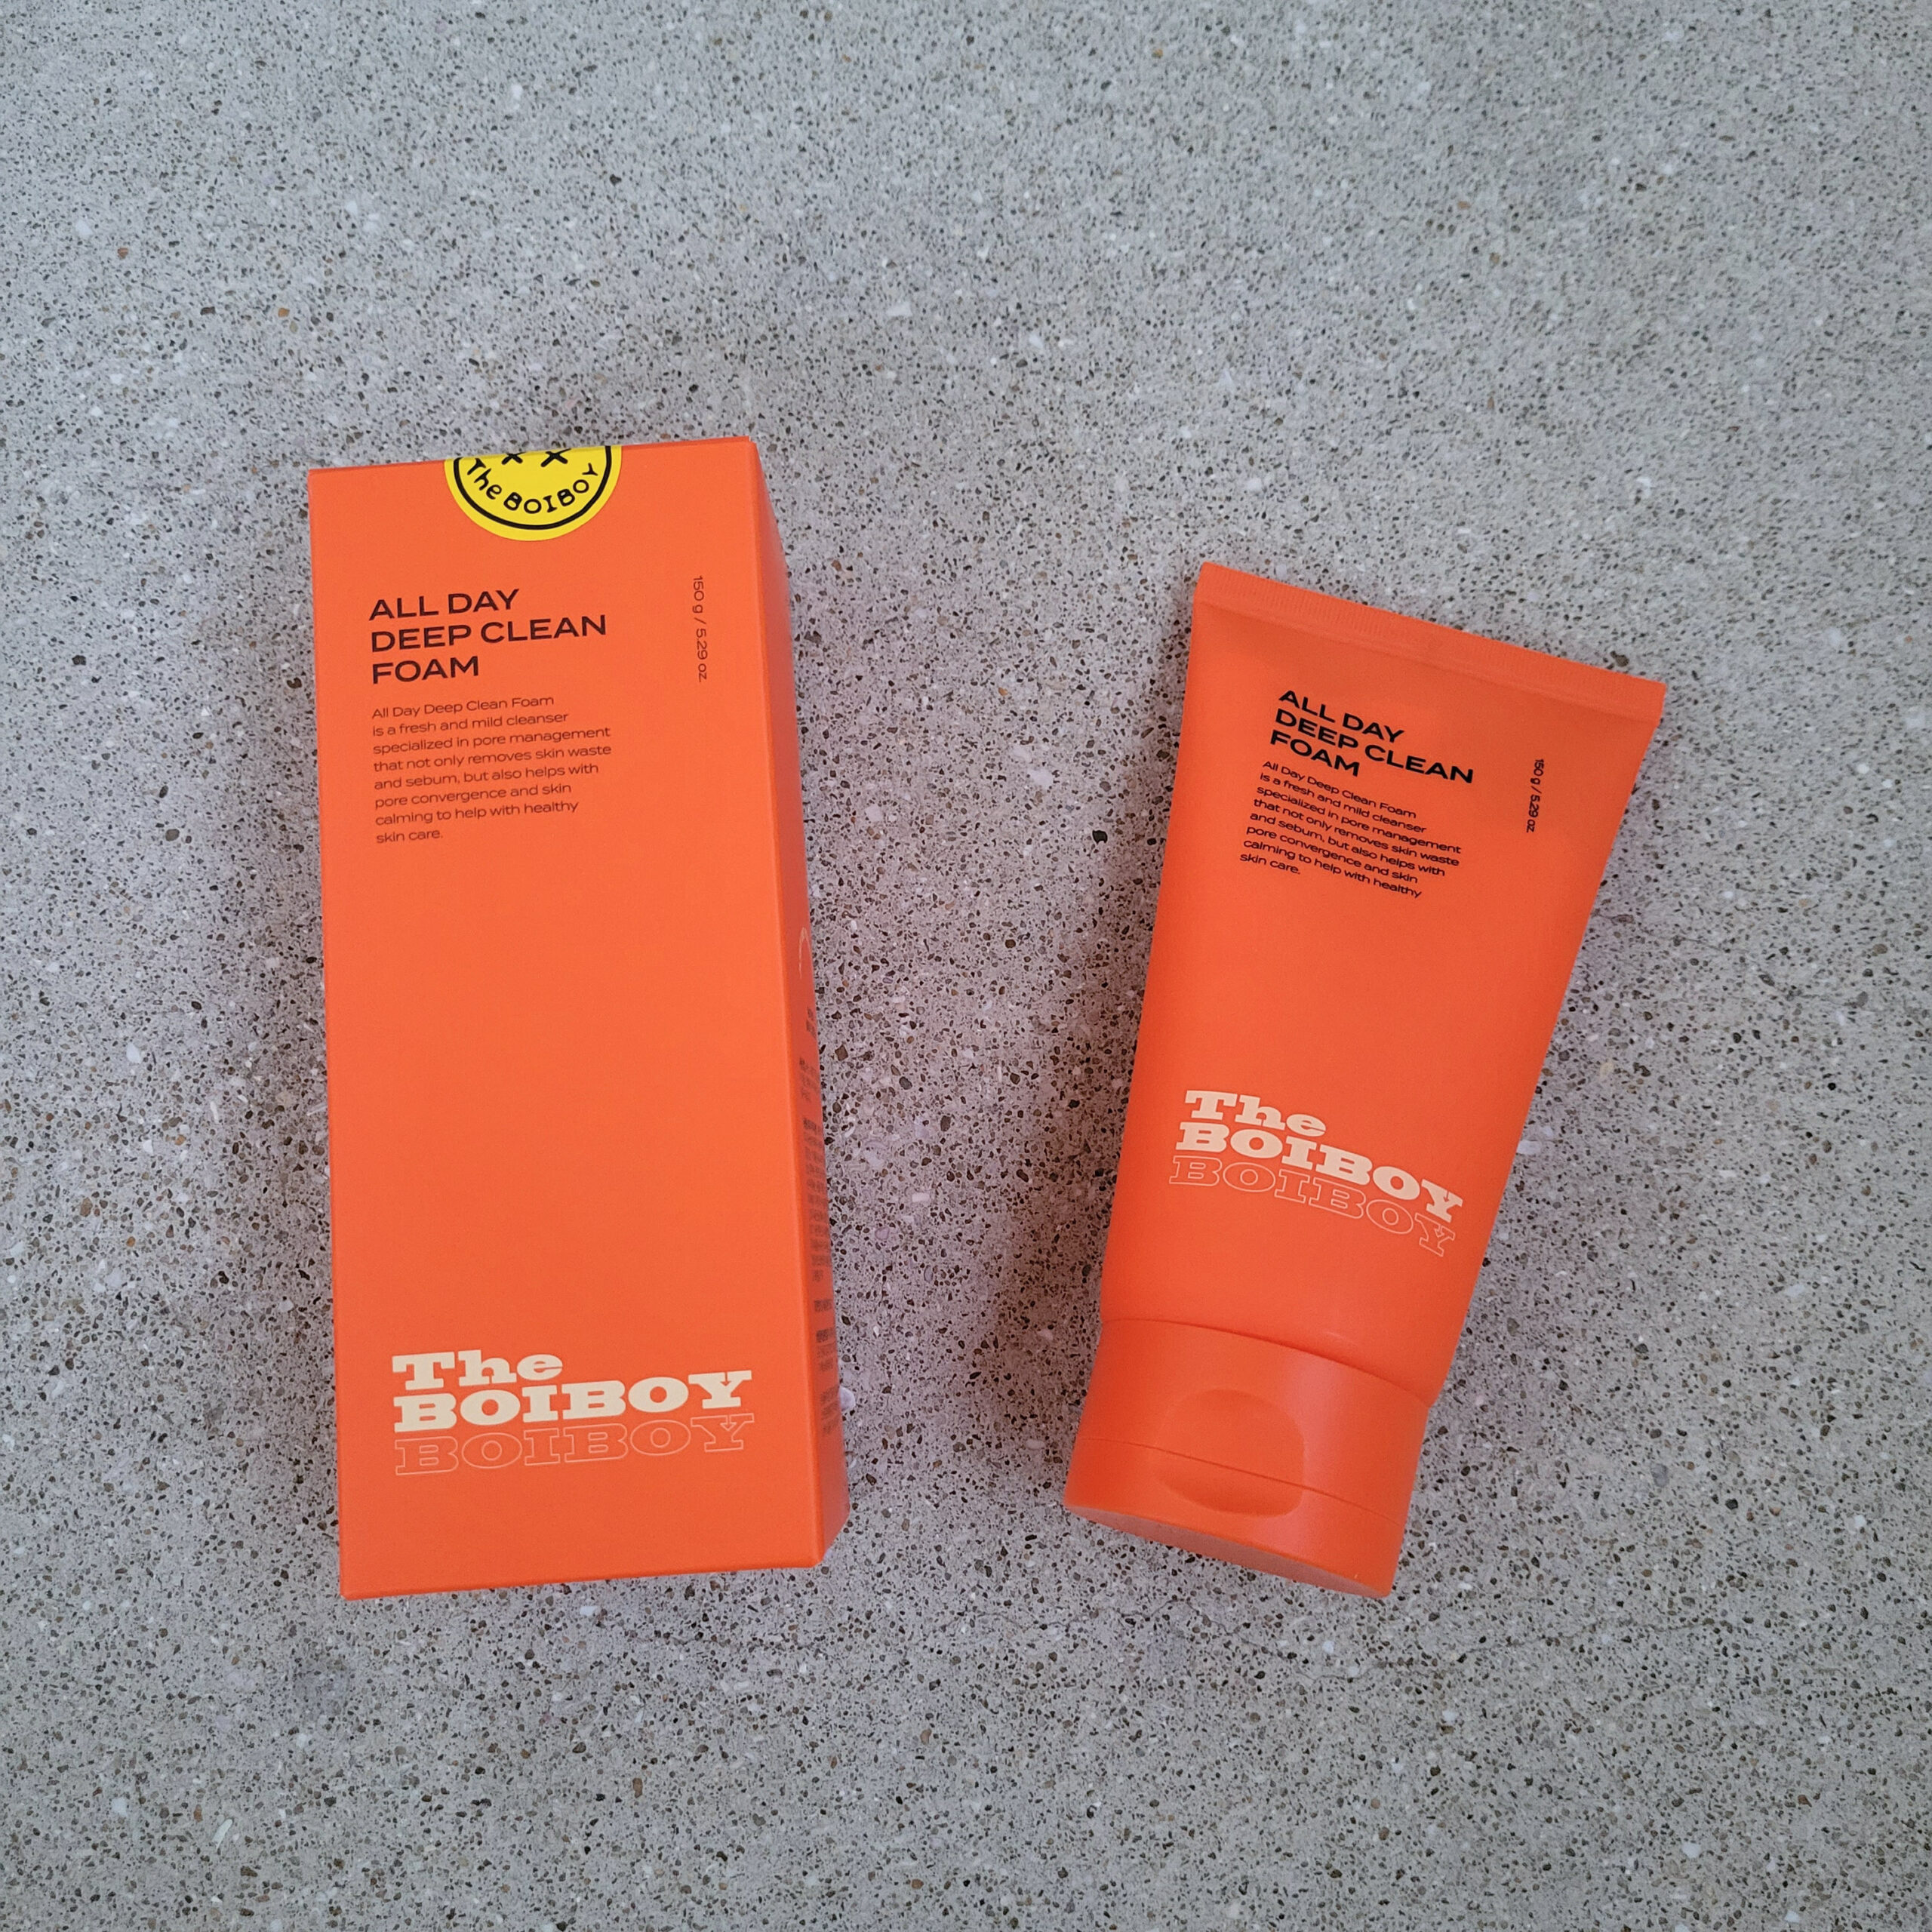 The BOIBOY
ALL DAY
DEEP CLEAN
FOAM
150 g / 5.29 oz.
All Day Deep Clean Foam
is a fresh and mild cleanser
specialized in pore management
that not only removes skin waste
and sebum, but also helps with
pore convergence and skin
calming to help with healthy
skin care.
The
BOIBOY
BOIBOY
ALL DAY
DEEP CLEAN
FOAM
150 g / 5.29 oz.
All Day Deep Clean Foam
is a fresh and mild cleanser
specialized in pore management
that not only removes skin waste
and sebum, but also helps with
pore convergence and skin
calming to help with healthy
skin care.
The
BOIBOY
BOIBOY